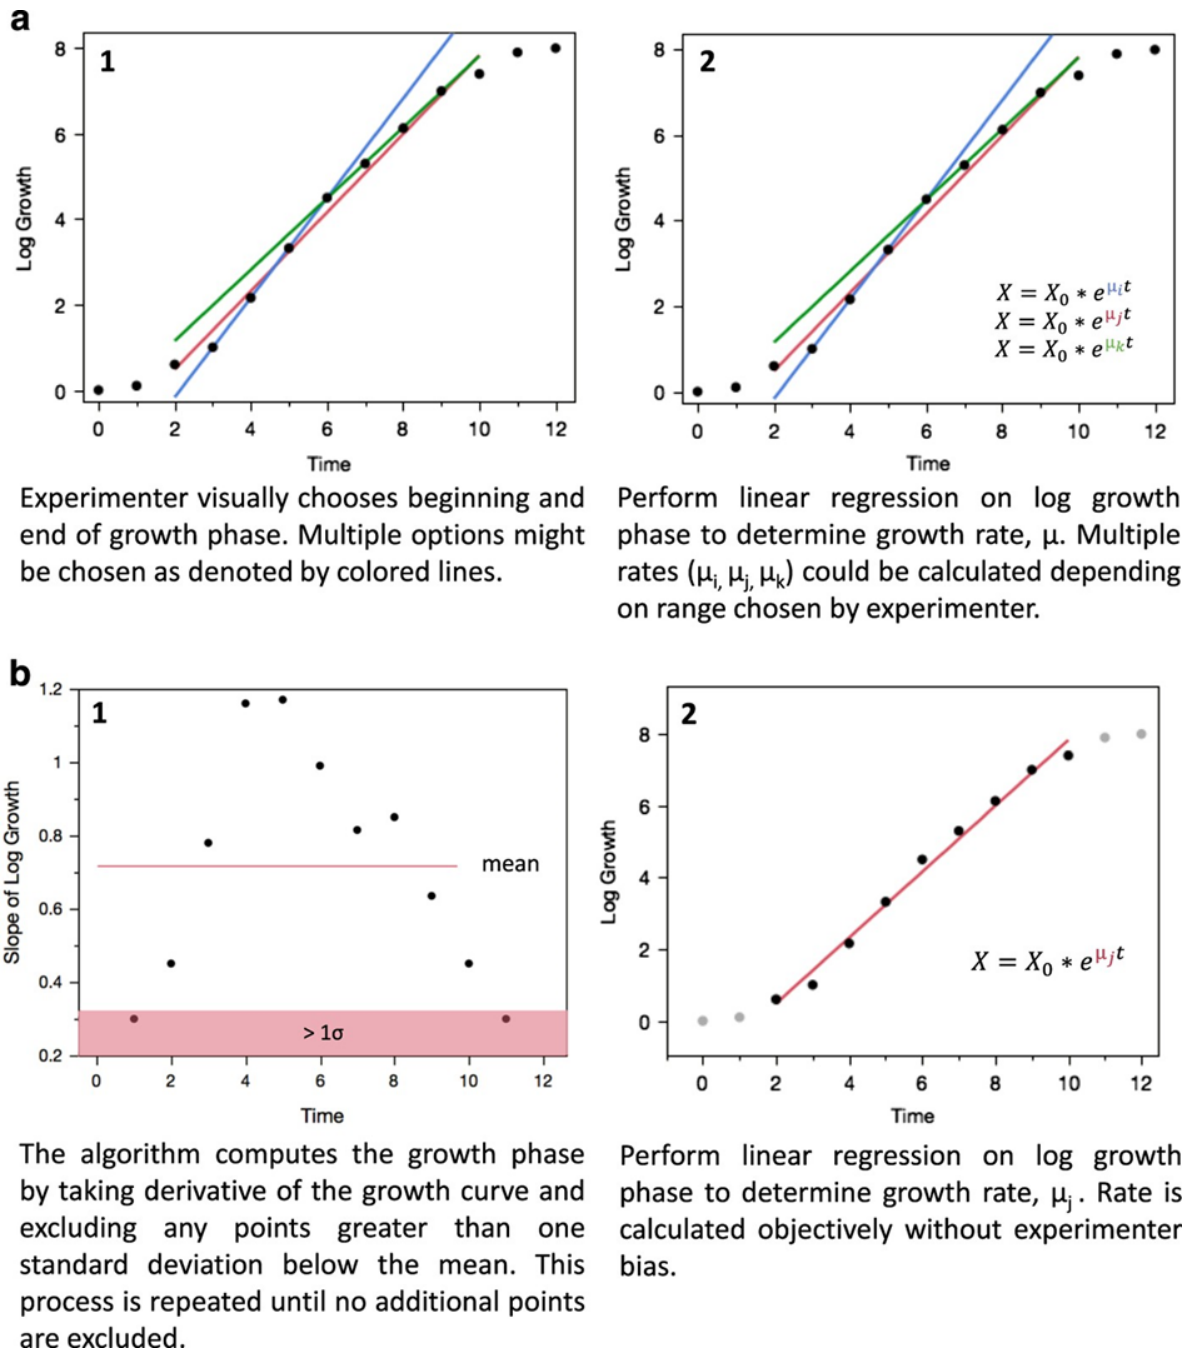 a
1
8
6
4
2
0
Log Growth
0 2 4 6 8 10 12
Time
Experimenter visually chooses beginning and
end of growth phase. Multiple options might
be chosen as denoted by colored lines.
2
8
6
4
2
0
Log Growth
X = X₀ * e^μᵢt
X = X₀ * e^μⱼt
X = X₀ * e^μₖt
0 2 4 6 8 10 12
Time
Perform linear regression on log growth
phase to determine growth rate, μ. Multiple
rates (μᵢ, μⱼ, μₖ) could be calculated depending
on range chosen by experimenter.
b
1
1.2
1
0.8
0.6
0.4
0.2
Slope of Log Growth
mean
> 1σ
0 2 4 6 8 10 12
Time
The algorithm computes the growth phase
by taking derivative of the growth curve and
excluding any points greater than one
standard deviation below the mean. This
process is repeated until no additional points
are excluded.
2
8
6
4
2
0
Log Growth
X = X₀ * e^μⱼt
0 2 4 6 8 10 12
Time
Perform linear regression on log growth
phase to determine growth rate, μⱼ . Rate is
calculated objectively without experimenter
bias.